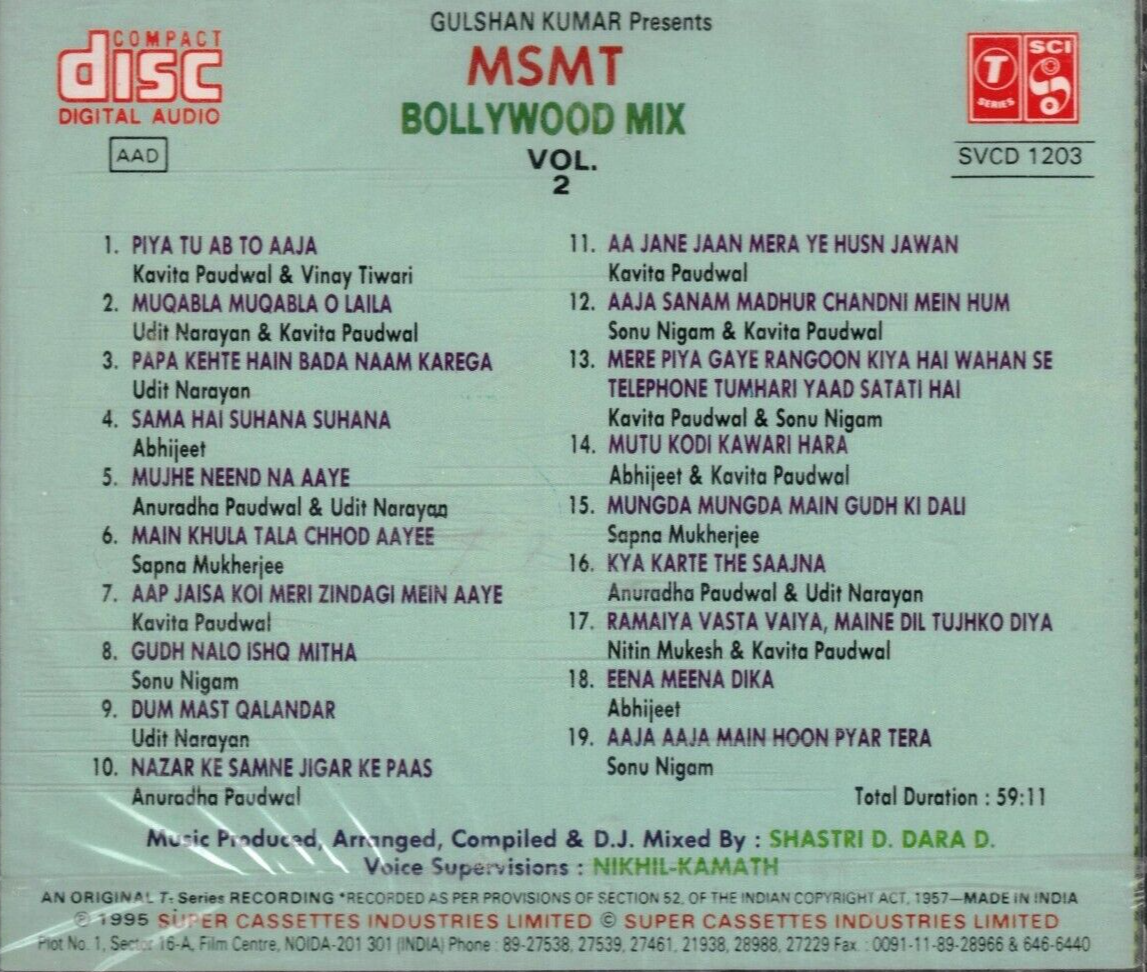 GULSHAN KUMAR Presents
COMPACT
disc
DIGITAL AUDIO
MSMT
BOLLYWOOD MIX
VOL.
2
T
SERIES
SCI
AAD
SVCD 1203
1. PIYA TU AB TO AAJA
Kavita Paudwal & Vinay Tiwari
2. MUQABLA MUQABLA O LAILA
Udit Narayan & Kavita Paudwal
3. PAPA KEHTE HAIN BADA NAAM KAREGA
Udit Narayan
4. SAMA HAI SUHANA SUHANA
Abhijeet
5. MUJHE NEEND NA AAYE
Anuradha Paudwal & Udit Narayan
6. MAIN KHULA TALA CHHOD AAYEE
Sapna Mukherjee
7. AAP JAISA KOI MERI ZINDAGI MEIN AAYE
Kavita Paudwal
8. GUDH NALO ISHQ MITHA
Sonu Nigam
9. DUM MAST QALANDAR
Udit Narayan
10. NAZAR KE SAMNE JIGAR KE PAAS
Anuradha Paudwal
11. AA JANE JAAN MERA YE HUSN JAWAN
Kavita Paudwal
12. AAJA SANAM MADHUR CHANDNI MEIN HUM
Sonu Nigam & Kavita Paudwal
13. MERE PIYA GAYE RANGOON KIYA HAI WAHAN SE
TELEPHONE TUMHARI YAAD SATATI HAI
Kavita Paudwal & Sonu Nigam
14. MUTU KODI KAWARI HARA
Abhijeet & Kavita Paudwal
15. MUNGDA MUNGDA MAIN GUDH KI DALI
Sapna Mukherjee
16. KYA KARTE THE SAAJNA
Anuradha Paudwal & Udit Narayan
17. RAMAIYA VASTA VAIYA, MAINE DIL TUJHKO DIYA
Nitin Mukesh & Kavita Paudwal
18. EENA MEENA DIKA
Abhijeet
19. AAJA AAJA MAIN HOON PYAR TERA
Sonu Nigam
Total Duration : 59:11
Music Produced, Arranged, Compiled & D.J. Mixed By : SHASTRI D. DARA D.
Voice Supervisions : NIKHIL-KAMATH
AN ORIGINAL T- Series RECORDING *RECORDED AS PER PROVISIONS OF SECTION 52, OF THE INDIAN COPYRIGHT ACT, 1957—MADE IN INDIA
℗ 1995 SUPER CASSETTES INDUSTRIES LIMITED © SUPER CASSETTES INDUSTRIES LIMITED
Plot No. 1, Sector 16-A, Film Centre, NOIDA-201 301 (INDIA) Phone : 89-27538, 27539, 27461, 21938, 28988, 27229 Fax : 0091-11-89-28966 & 646-6440